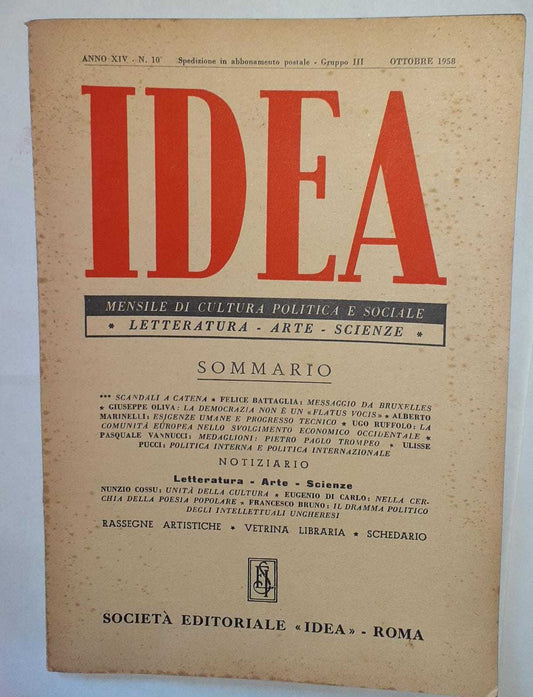 ANNO XIV - N. 10 Spedizione in abbonamento postale - Gruppo III OTTOBRE 1958
IDEA
MENSILE DI CULTURA POLITICA E SOCIALE
* LETTERATURA - ARTE - SCIENZE *
SOMMARIO
*** SCANDALI A CATENA * FELICE BATTAGLIA: MESSAGGIO DA BRUXELLES
* GIUSEPPE OLIVA: LA DEMOCRAZIA NON È UN «FLATUS VOCIS» * ALBERTO
MARINELLI: ESIGENZE UMANE E PROGRESSO TECNICO * UGO RUFFOLO: LA
COMUNITÀ EUROPEA NELLO SVOLGIMENTO ECONOMICO OCCIDENTALE *
PASQUALE VANNUCCI: MEDAGLIONI: PIETRO PAOLO TROMPEO * ULISSE
PUCCI: POLITICA INTERNA E POLITICA INTERNAZIONALE
NOTIZIARIO
Letteratura - Arte - Scienze
NUNZIO COSSU: UNITÀ DELLA CULTURA * EUGENIO DI CARLO: NELLA CER-
CHIA DELLA POESIA POPOLARE * FRANCESCO BRUNO: IL DRAMMA POLITICO
DEGLI INTELLETTUALI UNGHERESI
RASSEGNE ARTISTICHE * VETRINA LIBRARIA * SCHEDARIO
SOCIETÀ EDITORIALE «IDEA» - ROMA